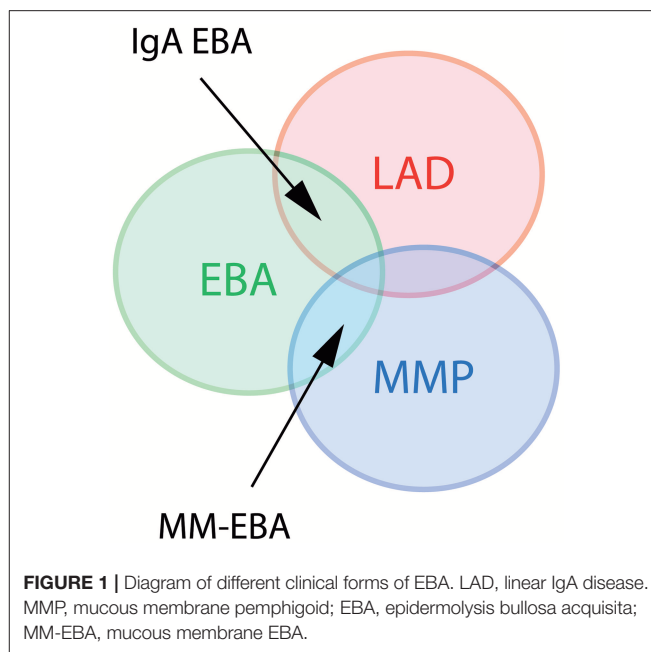 IgA EBA
LAD
EBA
MMP
MM-EBA
FIGURE 1 | Diagram of different clinical forms of EBA. LAD, linear IgA disease.
MMP, mucous membrane pemphigoid; EBA, epidermolysis bullosa acquisita;
MM-EBA, mucous membrane EBA.